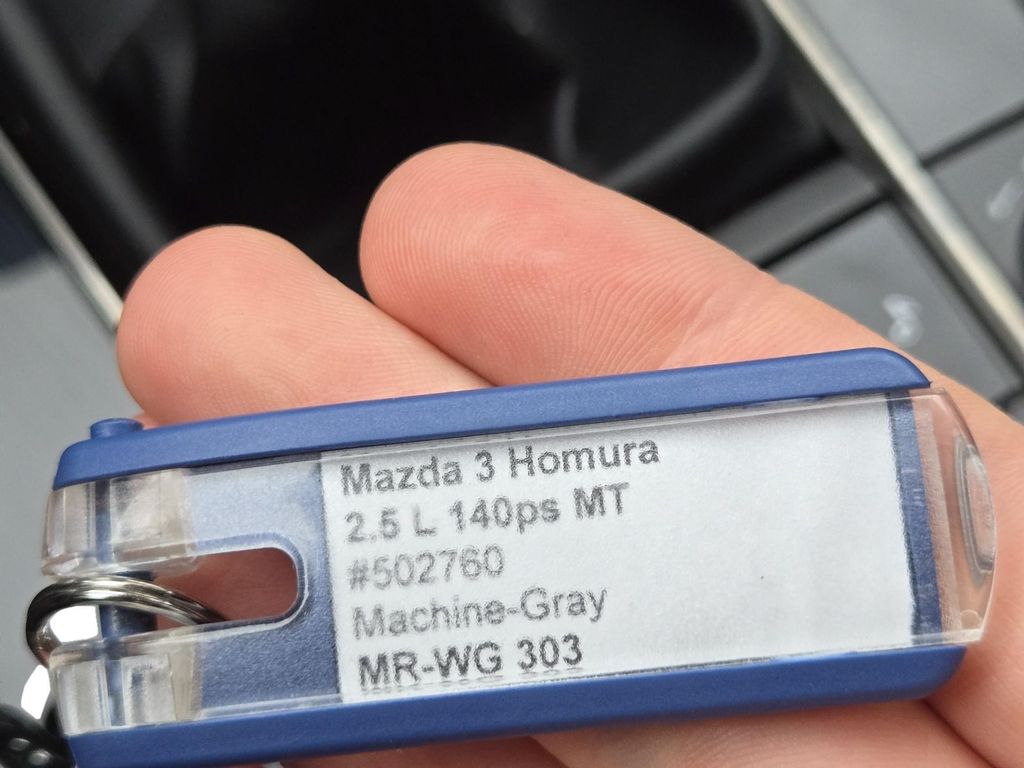 Mazda 3 Homura
2.5 L 140ps MT
#502760
Machine-Gray
MR-WG 303